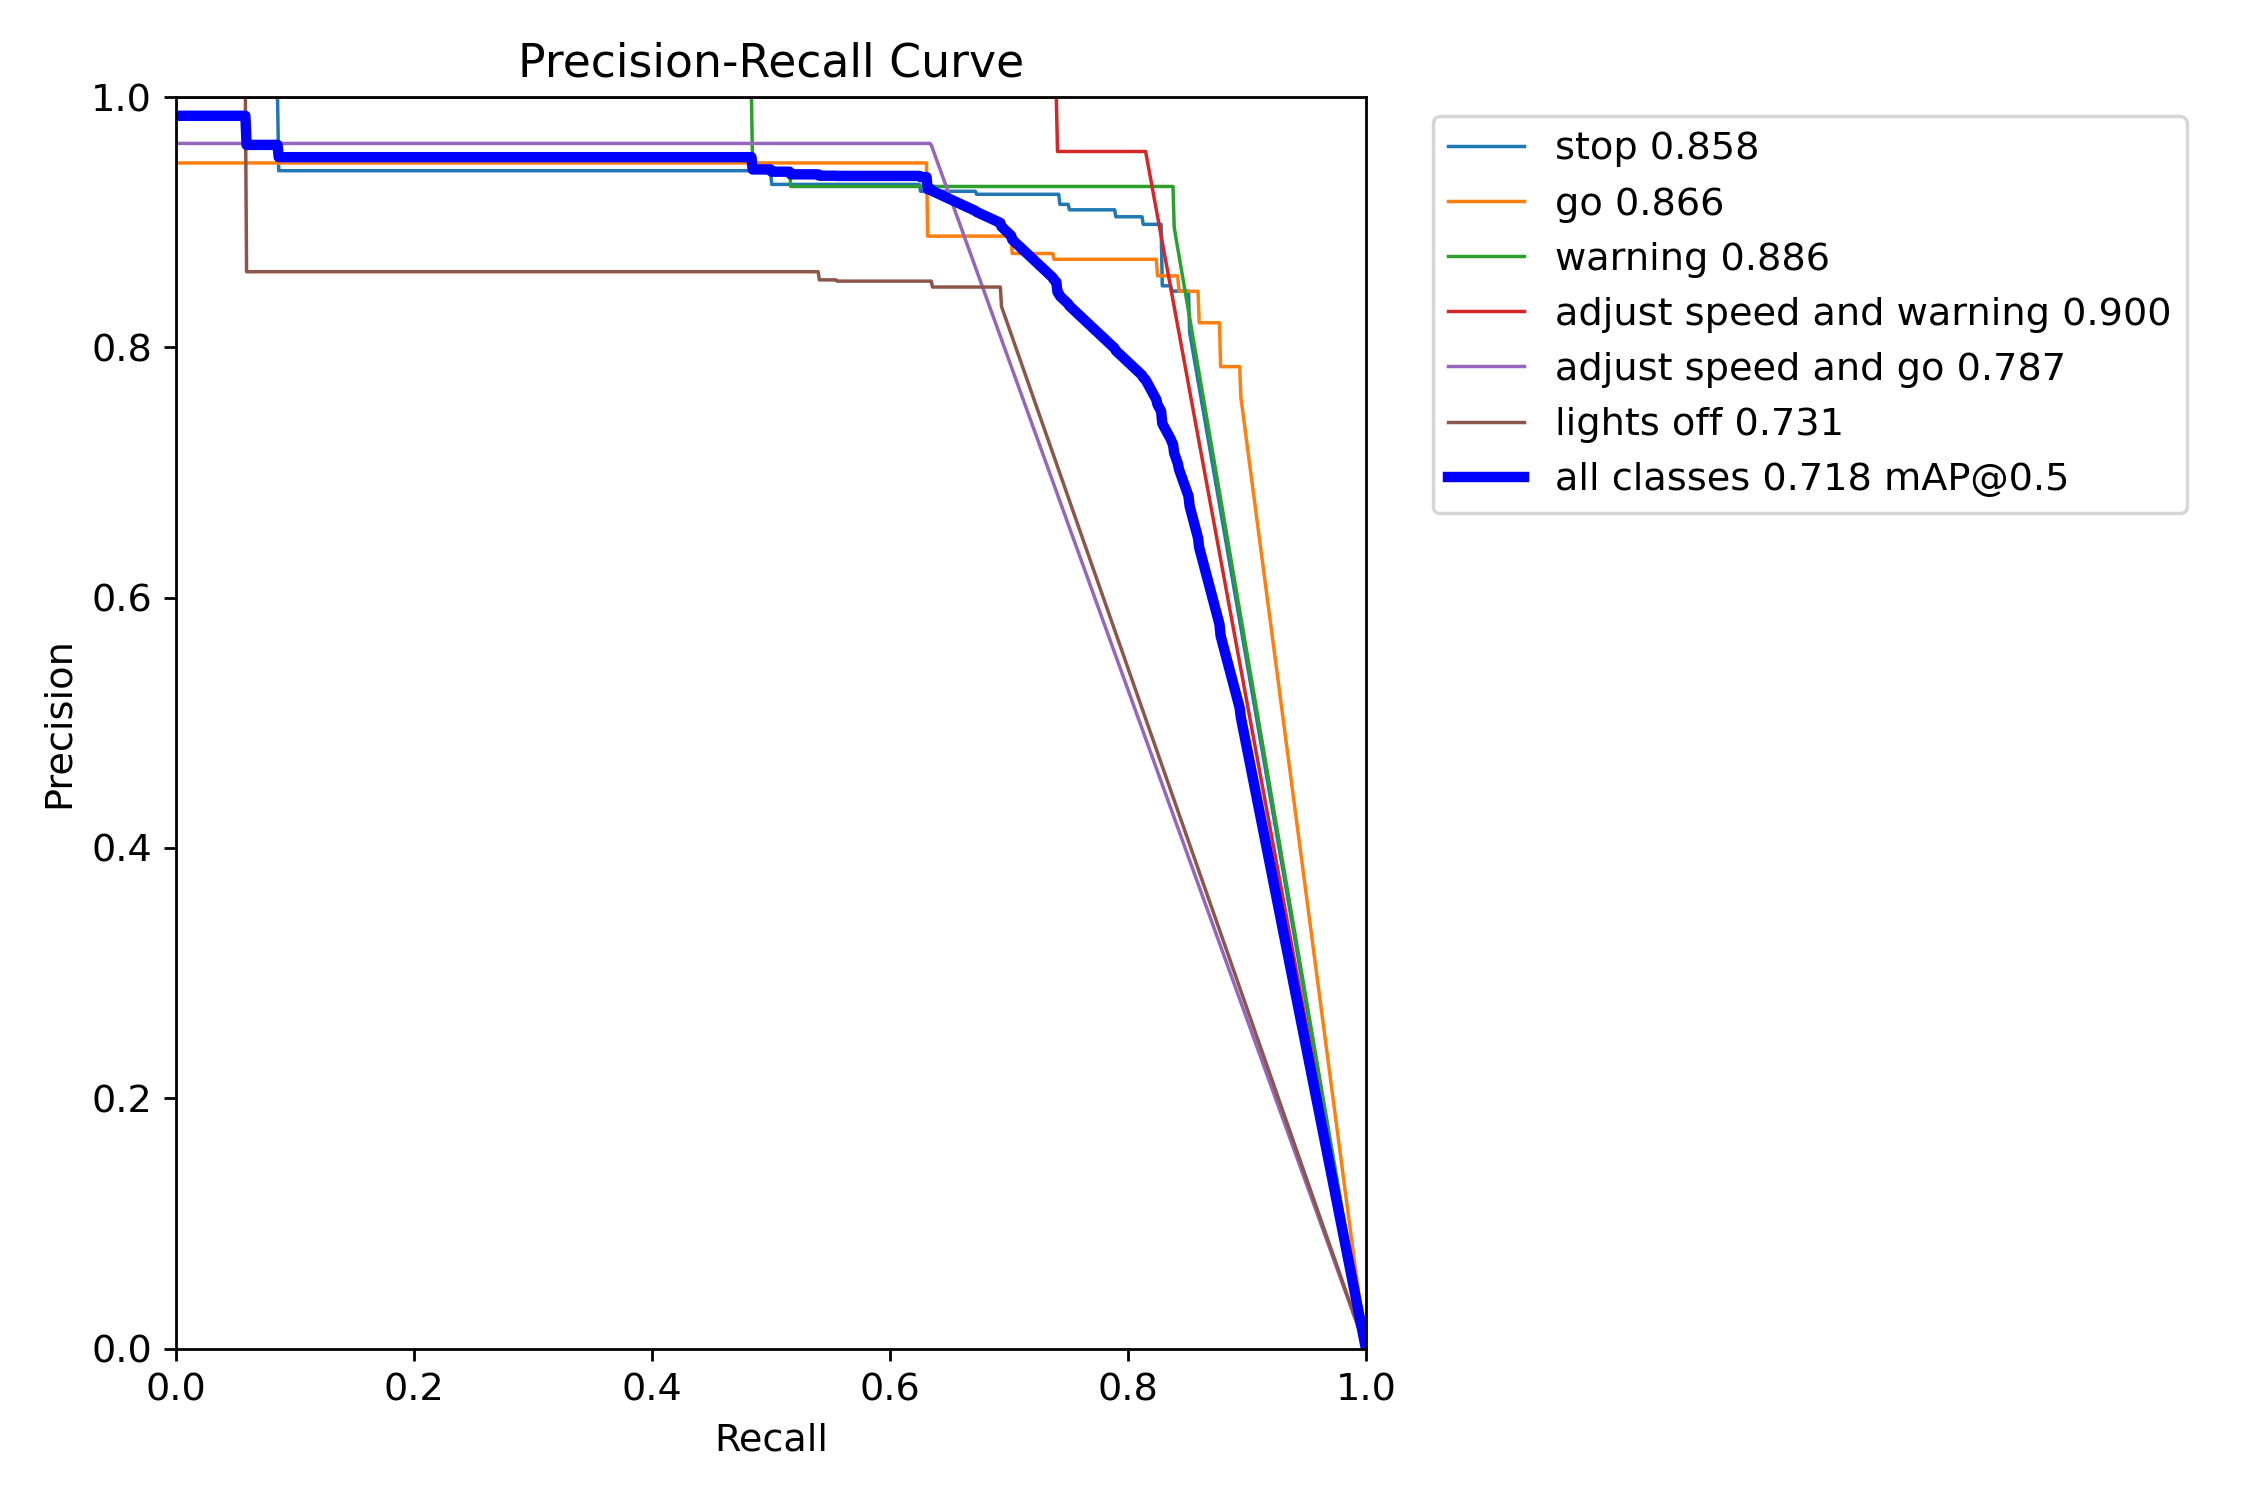 Precision-Recall Curve
1.0
0.8
0.6
0.4
0.2
0.0
Precision
0.0 0.2 0.4 0.6 0.8 1.0
Recall
stop 0.858
go 0.866
warning 0.886
adjust speed and warning 0.900
adjust speed and go 0.787
lights off 0.731
all classes 0.718 mAP@0.5